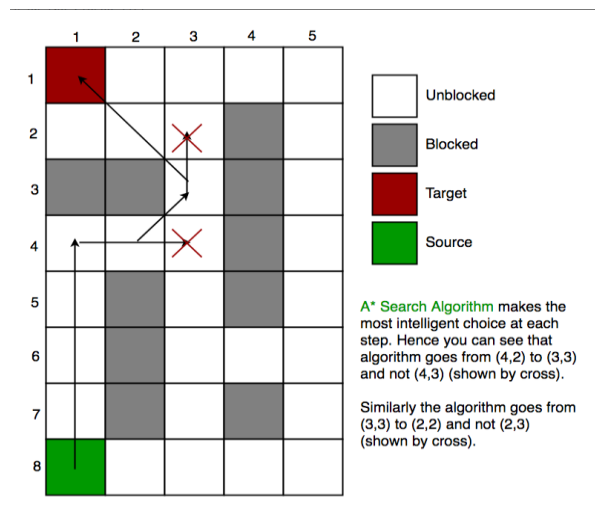 1 2 3 4 5
1
2
3
4
5
6
7
8
Unblocked
Blocked
Target
Source
A* Search Algorithm makes the
most intelligent choice at each
step. Hence you can see that
algorithm goes from (4,2) to (3,3)
and not (4,3) (shown by cross).
Similarly the algorithm goes from
(3,3) to (2,2) and not (2,3)
(shown by cross).